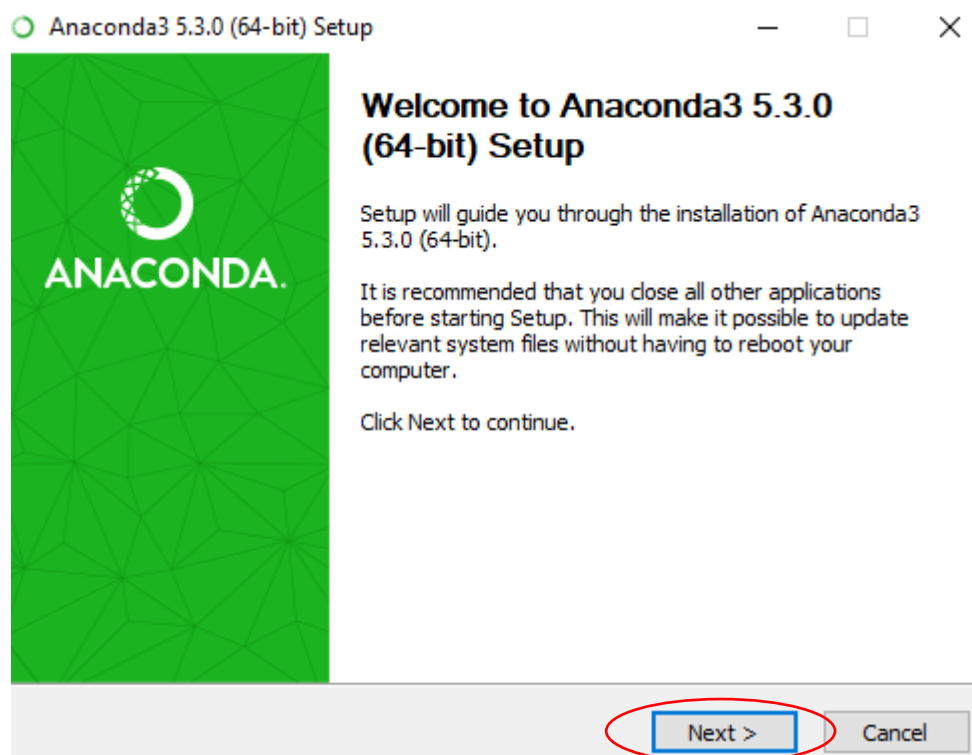 Anaconda3 5.3.0 (64-bit) Setup
Welcome to Anaconda3 5.3.0
(64-bit) Setup
ANACONDA.
Setup will guide you through the installation of Anaconda3
5.3.0 (64-bit).
It is recommended that you close all other applications
before starting Setup. This will make it possible to update
relevant system files without having to reboot your
computer.
Click Next to continue.
Next >
Cancel